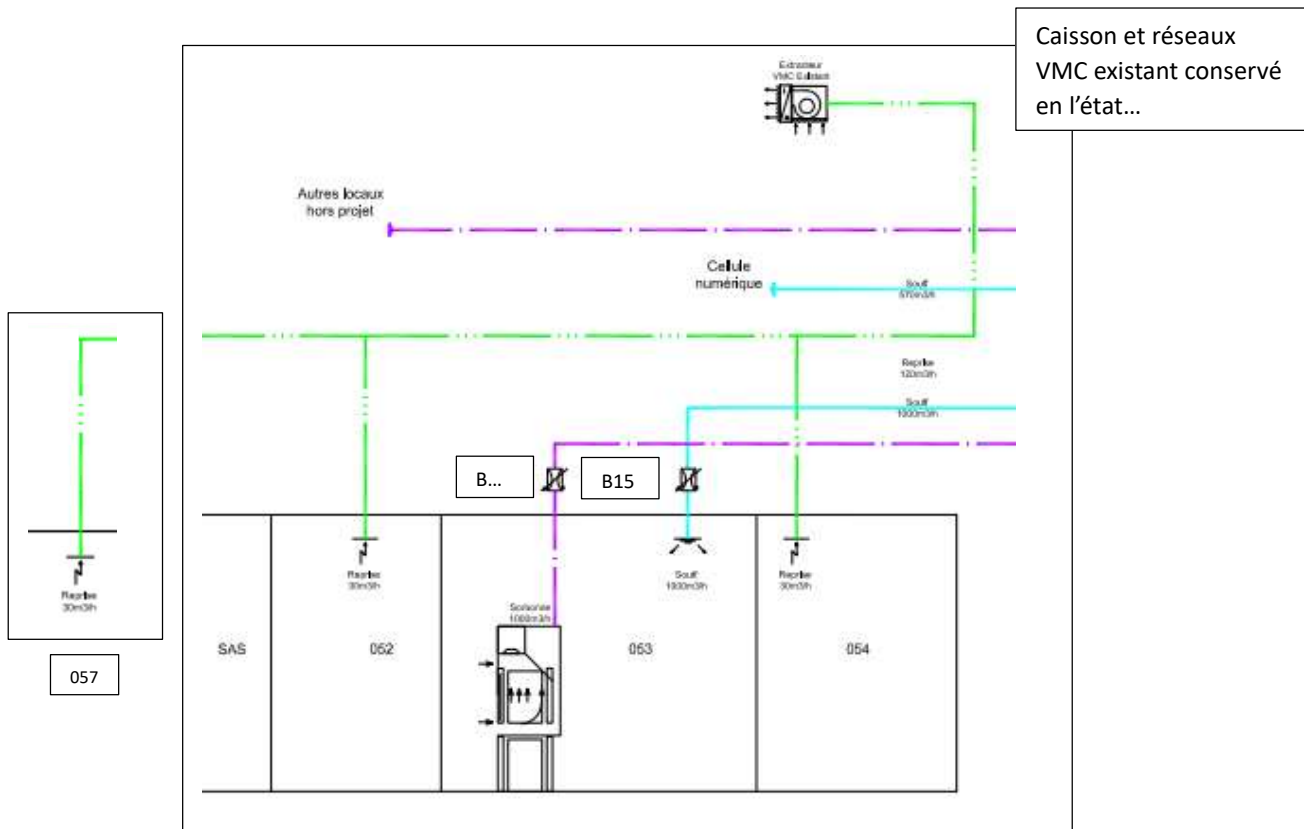 Caisson et réseaux
VMC existant conservé
en l’état…
Extracteur
VMC Existant
Autres locaux
hors projet
Cellule
numérique
Souff
570m3/h
Reprise
120m3/h
Souff
1000m3/h
B…
B15
Reprise
30m3/h
057
Reprise
30m3/h
Souff
1000m3/h
Reprise
30m3/h
Sorbonne
1000m3/h
SAS
052
053
054